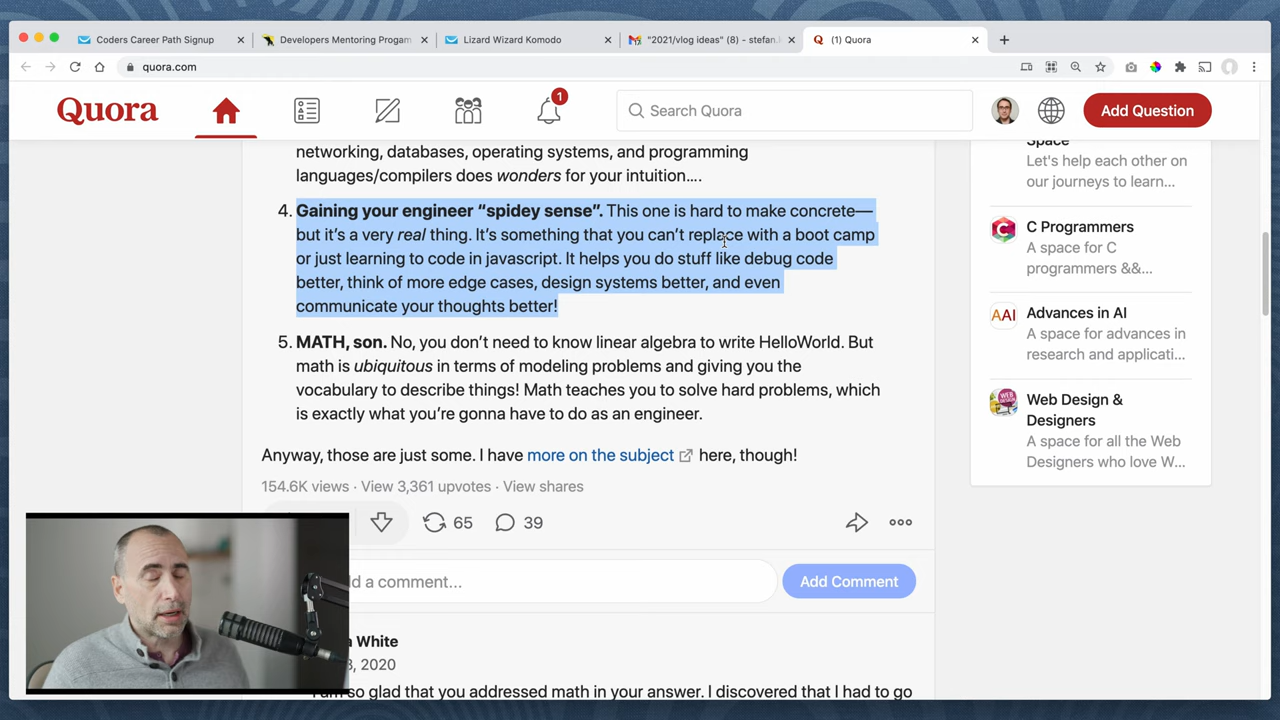 Coders Career Path Signup
Developers Mentoring Progam
Lizard Wizard Komodo
"2021/vlog ideas" (8) - stefan.
(1) Quora
quora.com
Quora
1
Search Quora
Add Question
networking, databases, operating systems, and programming
languages/compilers does wonders for your intuition….
4. Gaining your engineer “spidey sense”. This one is hard to make concrete—
but it’s a very real thing. It’s something that you can’t replace with a boot camp
or just learning to code in javascript. It helps you do stuff like debug code
better, think of more edge cases, design systems better, and even
communicate your thoughts better!
5. MATH, son. No, you don’t need to know linear algebra to write HelloWorld. But
math is ubiquitous in terms of modeling problems and giving you the
vocabulary to describe things! Math teaches you to solve hard problems, which
is exactly what you’re gonna have to do as an engineer.
Anyway, those are just some. I have more on the subject here, though!
154.6K views · View 3,361 upvotes · View shares
65
39
d a comment…
Add Comment
White
, 2020
so glad that you addressed math in your answer. I discovered that I had to go
Space
Let's help each other on
our journeys to learn…
C Programmers
A space for C
programmers &&…
AAI
Advances in AI
A space for advances in
research and applicati…
Web Design &
Designers
A space for all the Web
Designers who love W…